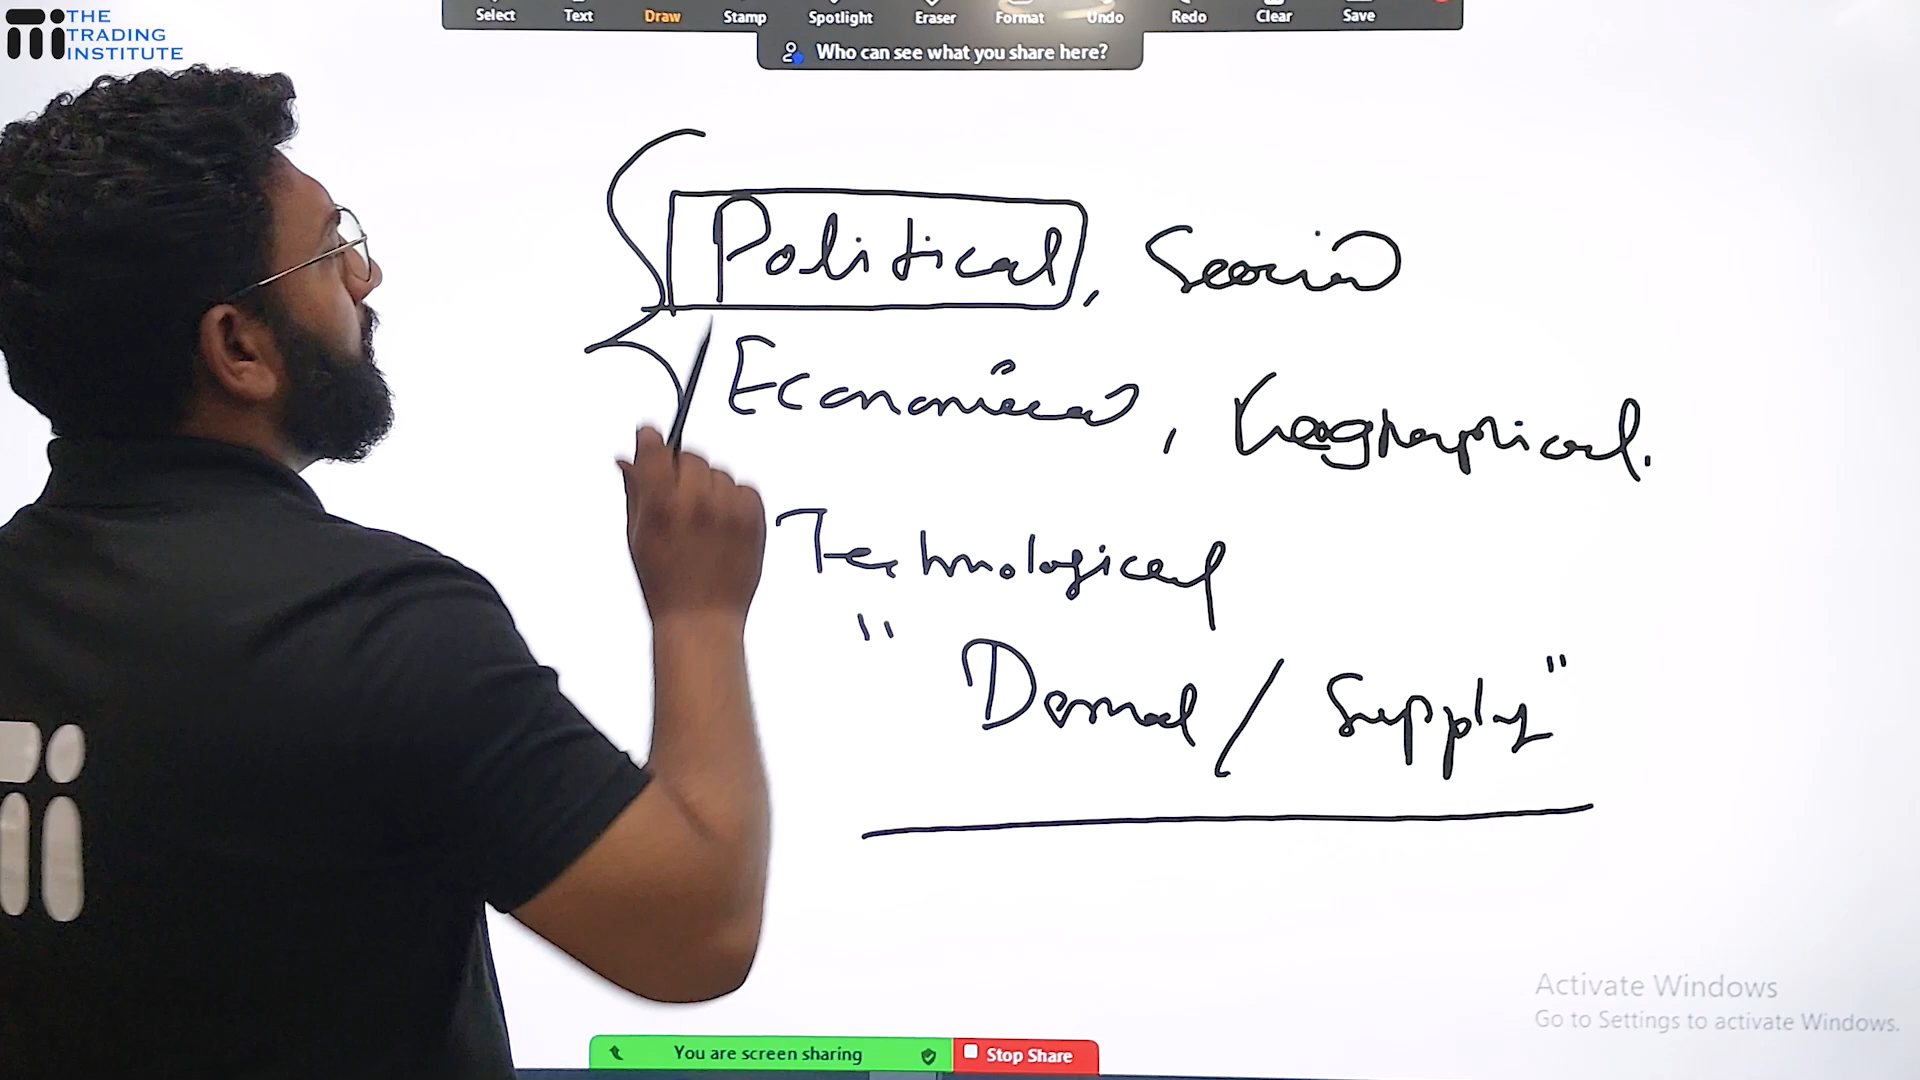 THE
TRADING
INSTITUTE
Select Text Draw Stamp Spotlight Eraser Format Undo Redo Clear Save
Who can see what you share here?
Political, Social
Economical, Geographical.
Technological
" Demad / Supply "
Activate Windows
Go to Settings to activate Windows.
You are screen sharing Stop Share